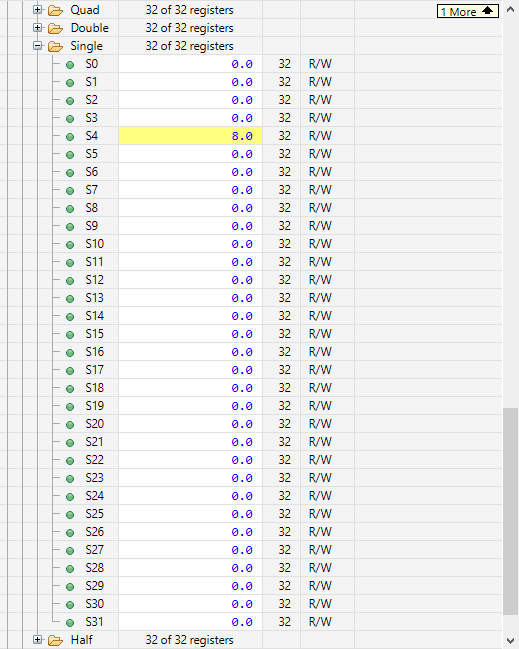 Quad 32 of 32 registers 1 More
Double 32 of 32 registers
Single 32 of 32 registers
S0 0.0 32 R/W
S1 0.0 32 R/W
S2 0.0 32 R/W
S3 0.0 32 R/W
S4 8.0 32 R/W
S5 0.0 32 R/W
S6 0.0 32 R/W
S7 0.0 32 R/W
S8 0.0 32 R/W
S9 0.0 32 R/W
S10 0.0 32 R/W
S11 0.0 32 R/W
S12 0.0 32 R/W
S13 0.0 32 R/W
S14 0.0 32 R/W
S15 0.0 32 R/W
S16 0.0 32 R/W
S17 0.0 32 R/W
S18 0.0 32 R/W
S19 0.0 32 R/W
S20 0.0 32 R/W
S21 0.0 32 R/W
S22 0.0 32 R/W
S23 0.0 32 R/W
S24 0.0 32 R/W
S25 0.0 32 R/W
S26 0.0 32 R/W
S27 0.0 32 R/W
S28 0.0 32 R/W
S29 0.0 32 R/W
S30 0.0 32 R/W
S31 0.0 32 R/W
Half 32 of 32 registers